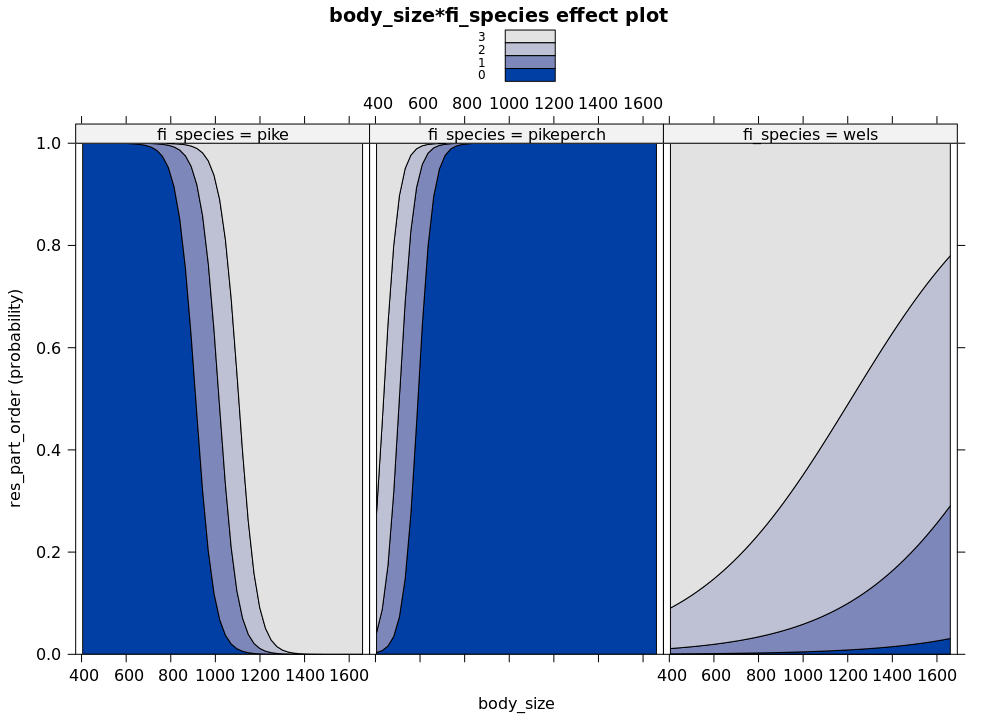 body_size*fi_species effect plot
3
2
1
0
400 600 800 1000 1200 1400 1600
fi_species = pike fi_species = pikeperch fi_species = wels
1.0
0.8
0.6
0.4
0.2
0.0
res_part_order (probability)
400 600 800 1000 1200 1400 1600 400 600 800 1000 1200 1400 1600
body_size